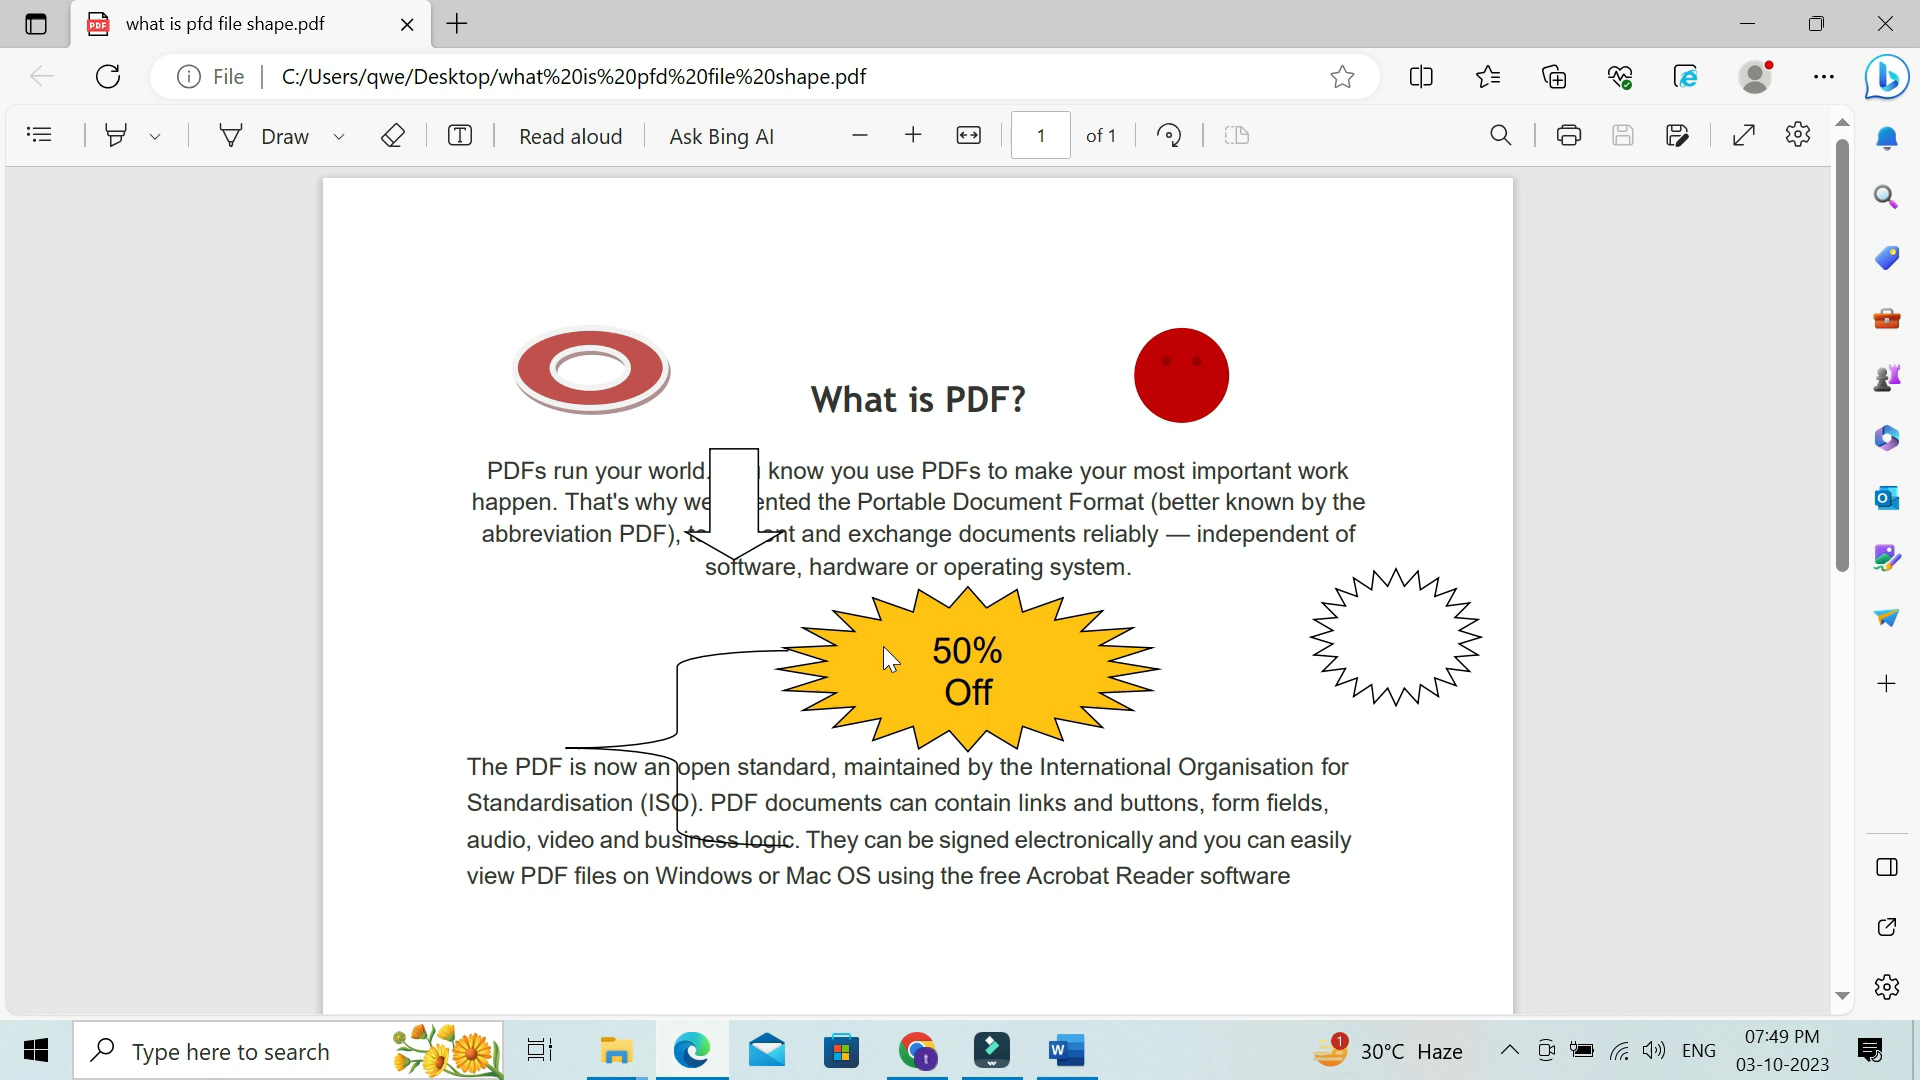 what is pfd file shape.pdf
File
C:/Users/qwe/Desktop/what%20is%20pfd%20file%20shape.pdf
Draw
Read aloud
Ask Bing AI
1
of 1
What is PDF?
PDFs run your world. know you use PDFs to make your most important work
happen. That's why we ented the Portable Document Format (better known by the
abbreviation PDF), nt and exchange documents reliably — independent of
software, hardware or operating system.
50%
Off
The PDF is now an open standard, maintained by the International Organisation for
Standardisation (ISO). PDF documents can contain links and buttons, form fields,
audio, video and business logic. They can be signed electronically and you can easily
view PDF files on Windows or Mac OS using the free Acrobat Reader software
Type here to search
1
30°C Haze
ENG
07:49 PM
03-10-2023